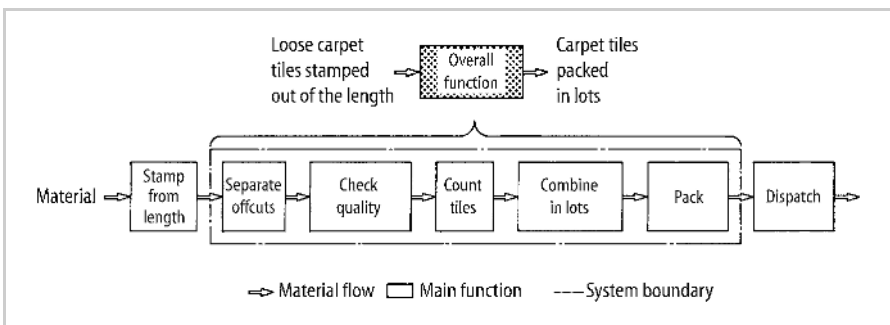 Loose carpet
tiles stamped
out of the length
Overall
function
Carpet tiles
packed
in lots
Material
Stamp
from
length
Separate
offcuts
Check
quality
Count
tiles
Combine
in lots
Pack
Dispatch
Material flow
Main function
System boundary